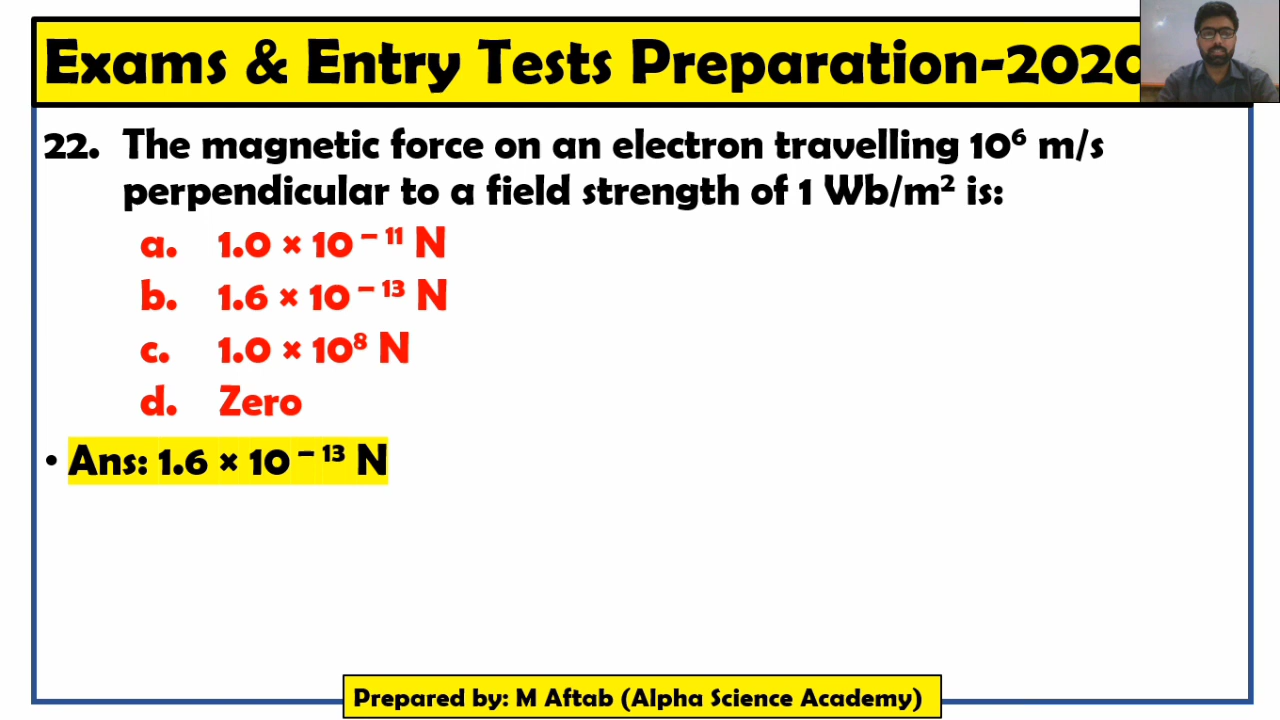 Exams & Entry Tests Preparation-2020
22. The magnetic force on an electron travelling 10⁶ m/s
perpendicular to a field strength of 1 Wb/m² is:
a. 1.0 × 10⁻¹¹ N
b. 1.6 × 10⁻¹³ N
c. 1.0 × 10⁸ N
d. Zero
• Ans: 1.6 × 10⁻¹³ N
Prepared by: M Aftab (Alpha Science Academy)